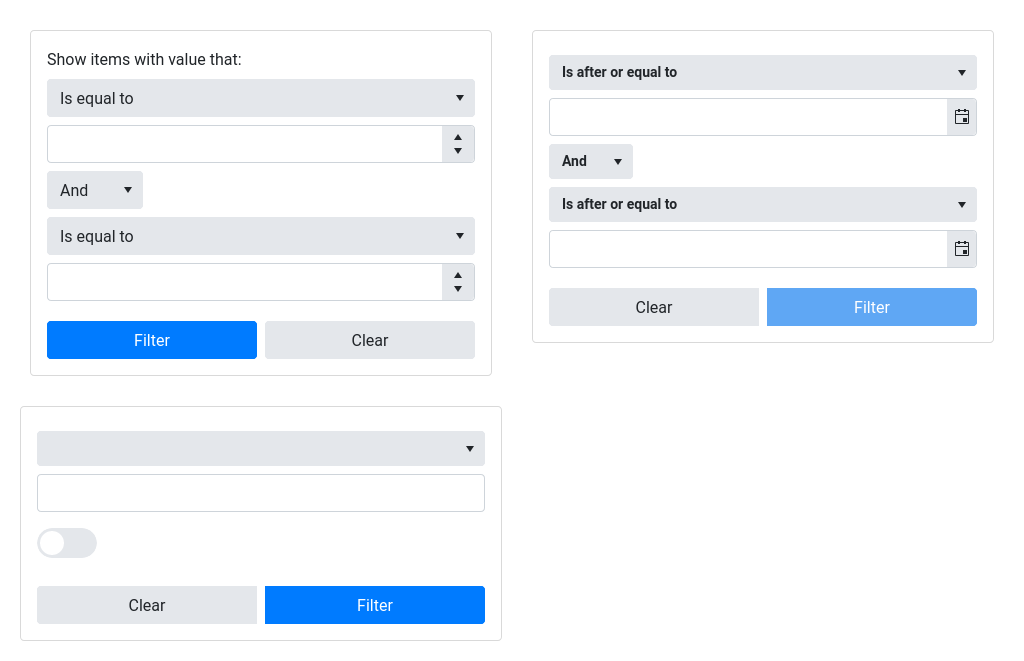 Show items with value that:
Is equal to
And
Is equal to
Filter Clear
Is after or equal to
And
Is after or equal to
Clear Filter
Clear Filter